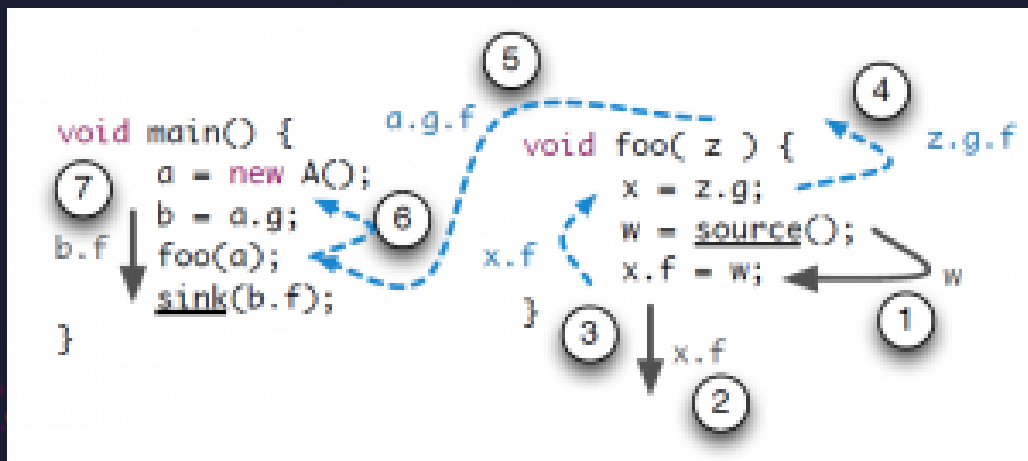 5
4
a.g.f
void main() {
void foo( z ) {
z.g.f
7
a = new A();
x = z.g;
b = a.g;
6
w = source();
b.f
foo(a);
x.f
x.f = w;
w
sink(b.f);
}
}
3
1
x.f
2